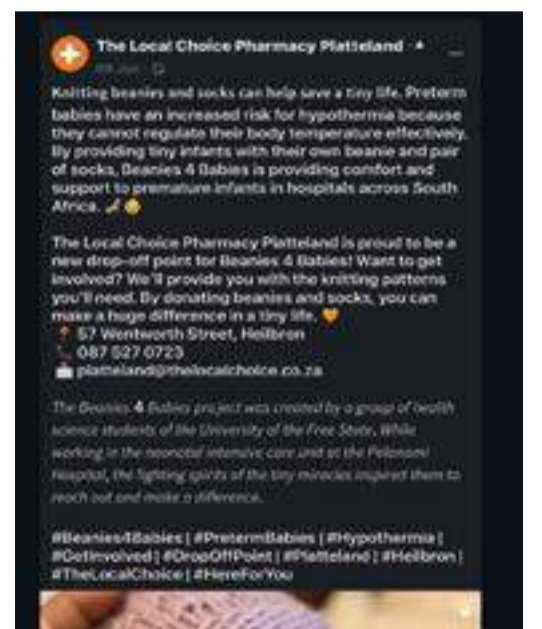 The Local Choice Pharmacy Platteland
Knitting beanies and socks can help save a tiny life. Preterm
babies have an increased risk for hypothermia because
they cannot regulate their body temperature effectively.
By providing tiny infants with their own beanie and pair
of socks, Beanies 4 Babies is providing comfort and
support to premature infants in hospitals across South
Africa.
The Local Choice Pharmacy Platteland is proud to be a
new drop-off point for Beanies 4 Babies! Want to get
involved? We'll provide you with the knitting patterns
you'll need. By donating beanies and socks, you can
make a huge difference in a tiny life. 🧡
57 Wentworth Street, Heilbron
087 527 0723
platteland@thelocalchoice.co.za
The Beanies 4 Babies project was created by a group of health
science students of the University of the Free State. While
working in the neonatal intensive care unit at the Pelonomi
Hospital, the fighting spirits of the tiny miracles inspired them to
reach out and make a difference.
#Beanies4Babies | #PretermBabies | #Hypothermia |
#GetInvolved | #DropOffPoint | #Platteland | #Heilbron |
#TheLocalChoice | #HereForYou